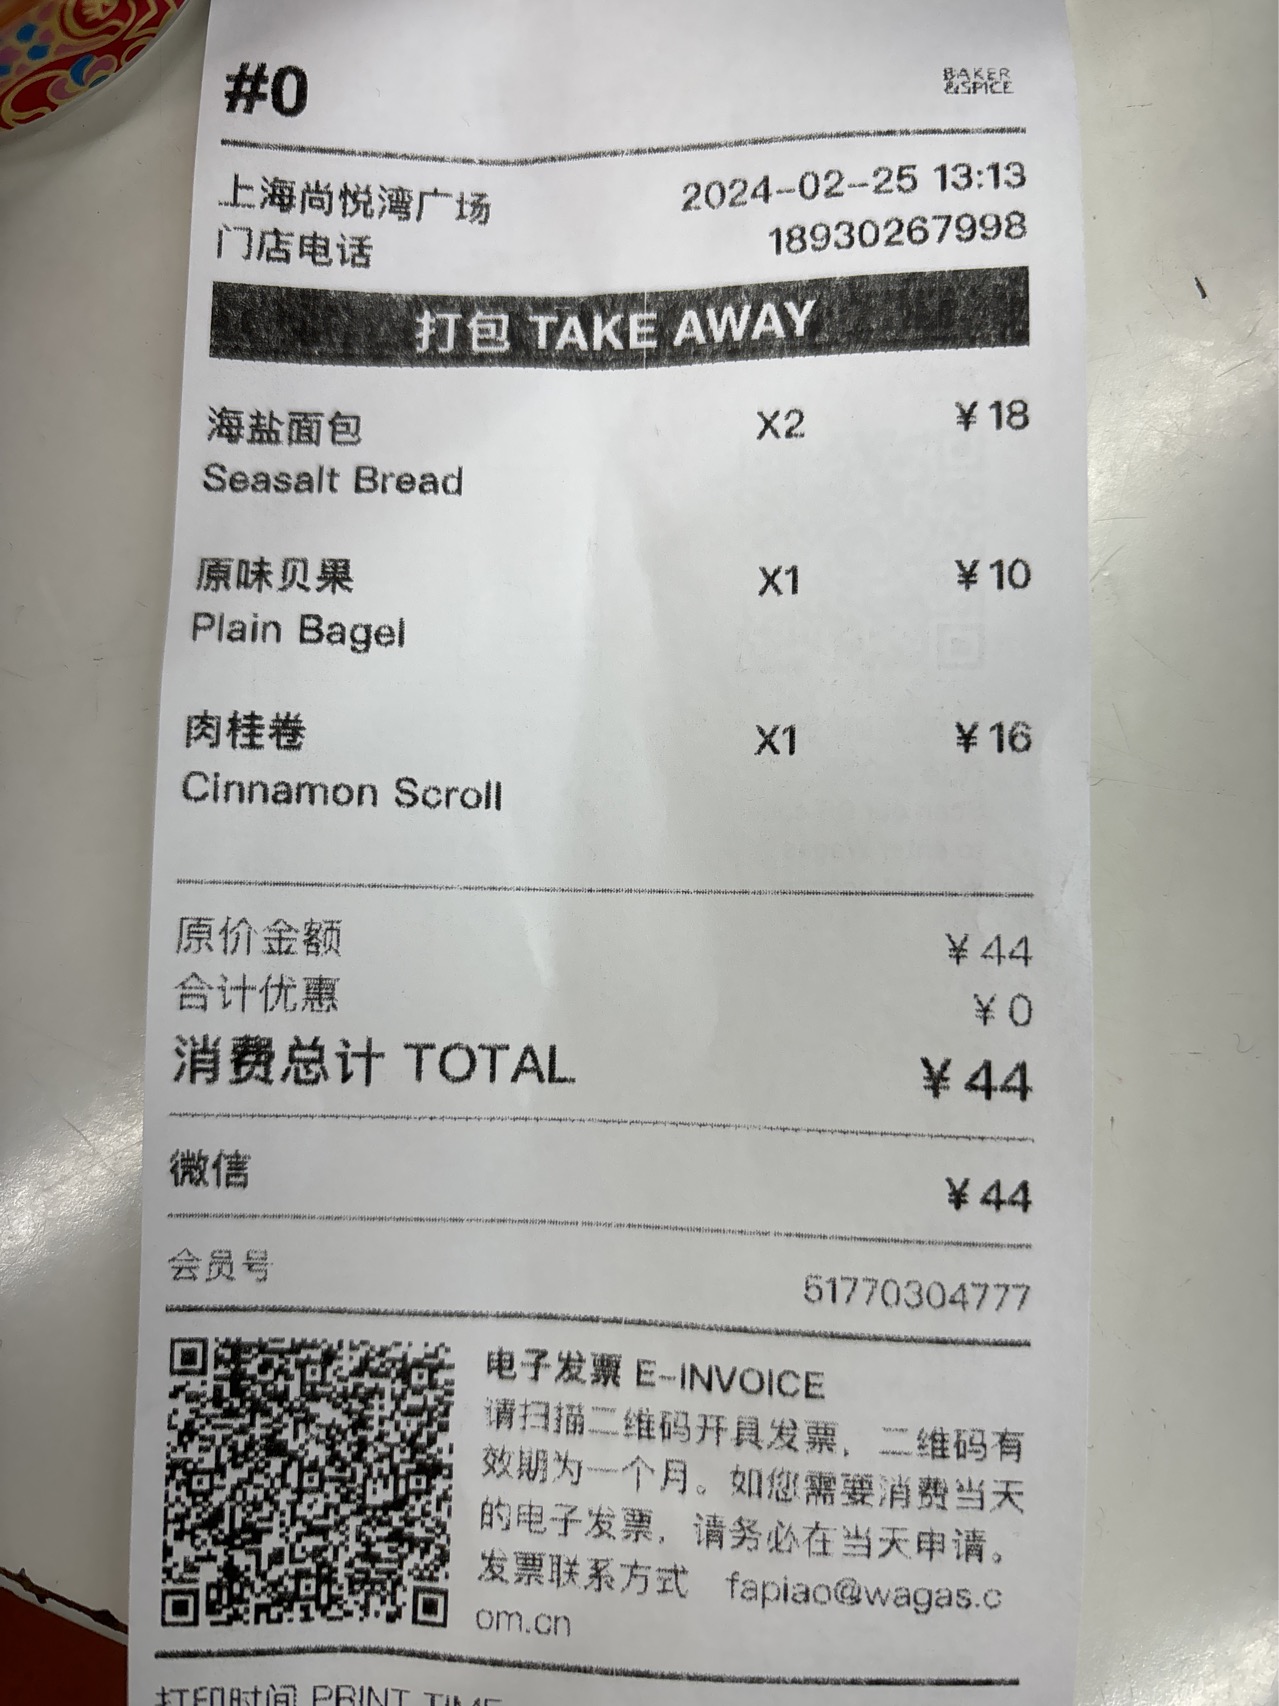 #0
BAKER
&SPICE
上海尚悦湾广场 2024-02-25 13:13
门店电话 18930267998
打包 TAKE AWAY
海盐面包 X2 ¥18
Seasalt Bread
原味贝果 X1 ¥10
Plain Bagel
肉桂卷 X1 ¥16
Cinnamon Scroll
原价金额 ¥44
合计优惠 ¥0
消费总计 TOTAL ¥44
微信 ¥44
会员号 51770304777
电子发票 E-INVOICE
请扫描二维码开具发票，二维码有
效期为一个月。如您需要消费当天
的电子发票，请务必在当天申请。
发票联系方式 fapiao@wagas.c
om.cn
打印时间 PRINT TIME